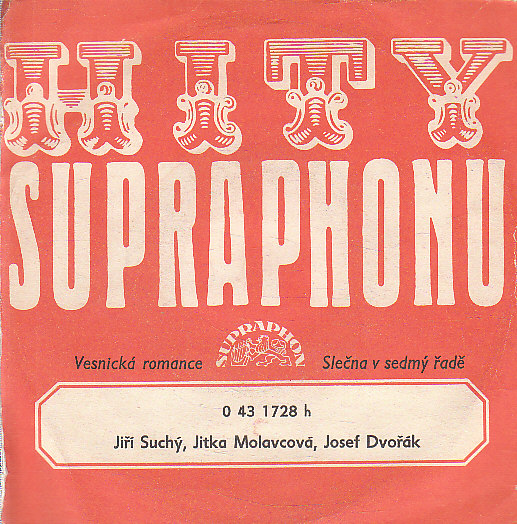 HITY
SUPRAPHONU
SUPRAPHON
Vesnická romance
Slečna v sedmý řadě
0 43 1728 h
Jiří Suchý, Jitka Molavcová, Josef Dvořák